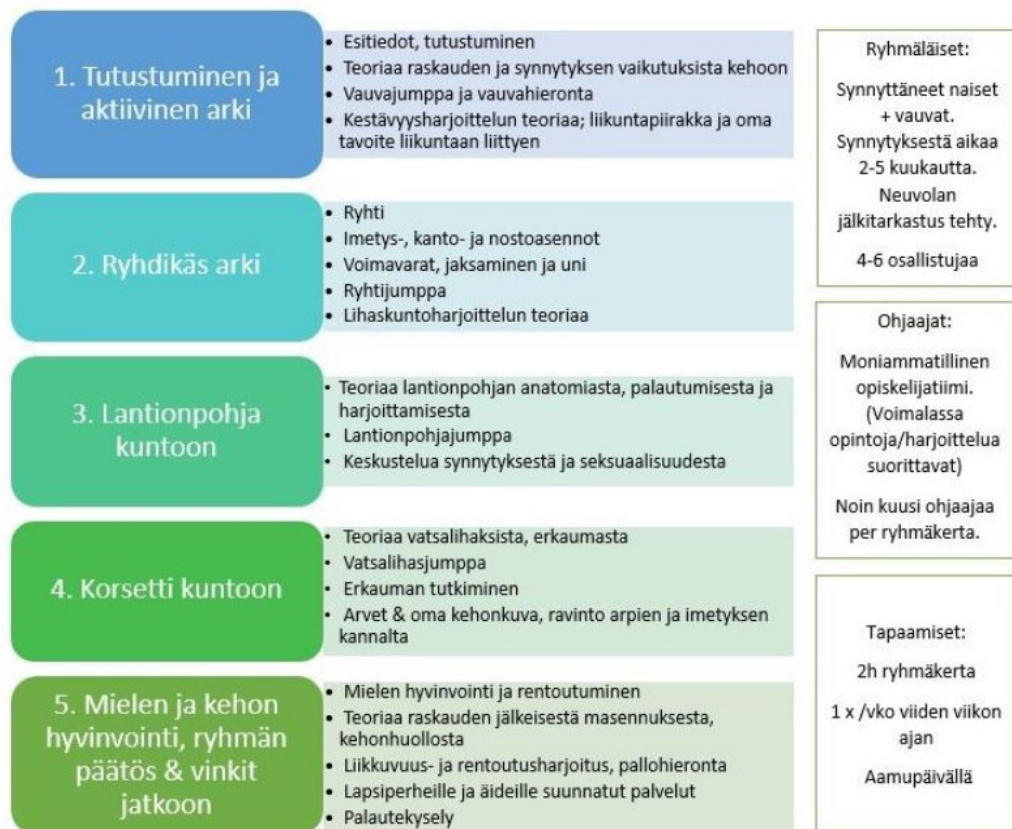 1. Tutustuminen ja
aktiivinen arki
• Esitiedot, tutustuminen
• Teoriaa raskauden ja synnytyksen vaikutuksista kehoon
• Vauvajumppa ja vauvahieronta
• Kestävyysharjoittelun teoriaa; liikuntapiirakka ja oma
tavoite liikuntaan liittyen
2. Ryhdikäs arki
• Ryhti
• Imetys-, kanto- ja nostoasennot
• Voimavarat, jaksaminen ja uni
• Ryhtijumppa
• Lihaskuntoharjoittelun teoriaa
3. Lantionpohja
kuntoon
• Teoriaa lantionpohjan anatomiasta, palautumisesta ja
harjoittamisesta
• Lantionpohjajumppa
• Keskustelua synnytyksestä ja seksuaalisuudesta
4. Korsetti kuntoon
• Teoriaa vatsalihaksista, erkaumasta
• Vatsalihasjumppa
• Erkauman tutkiminen
• Arvet & oma kehonkuva, ravinto arpien ja imetyksen
kannalta
5. Mielen ja kehon
hyvinvointi, ryhmän
päätös & vinkit
jatkoon
• Mielen hyvinvointi ja rentoutuminen
• Teoriaa raskauden jälkeisestä masennuksesta,
kehonhuollosta
• Liikkuvuus- ja rentoutusharjoitus, pallohieronta
• Lapsiperheille ja äideille suunnatut palvelut
• Palautekysely
Ryhmäläiset:
Synnyttäneet naiset
+ vauvat.
Synnytyksestä aikaa
2-5 kuukautta.
Neuvolan
jälkitarkastus tehty.
4-6 osallistujaa
Ohjaajat:
Moniammatillinen
opiskelijatiimi.
(Voimalassa
opintoja/harjoittelua
suorittavat)
Noin kuusi ohjaajaa
per ryhmäkerta.
Tapaamiset:
2h ryhmäkerta
1 x /vko viiden viikon
ajan
Aamupäivällä